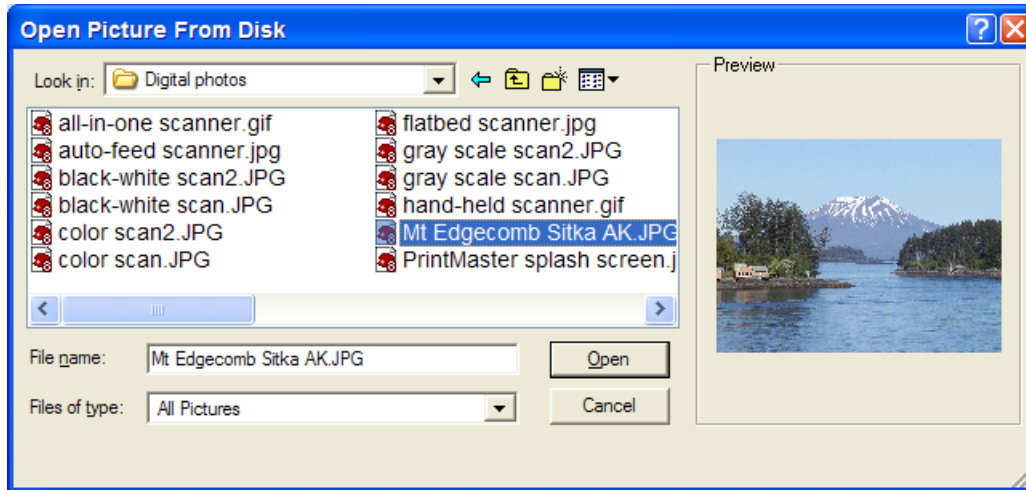 Open Picture From Disk
Look in: Digital photos
Preview
all-in-one scanner.gif
auto-feed scanner.jpg
black-white scan2.JPG
black-white scan.JPG
color scan2.JPG
color scan.JPG
flatbed scanner.jpg
gray scale scan2.JPG
gray scale scan.JPG
hand-held scanner.gif
Mt Edgecomb Sitka AK.JPG
PrintMaster splash screen.j
File name: Mt Edgecomb Sitka AK.JPG
Open
Files of type: All Pictures
Cancel